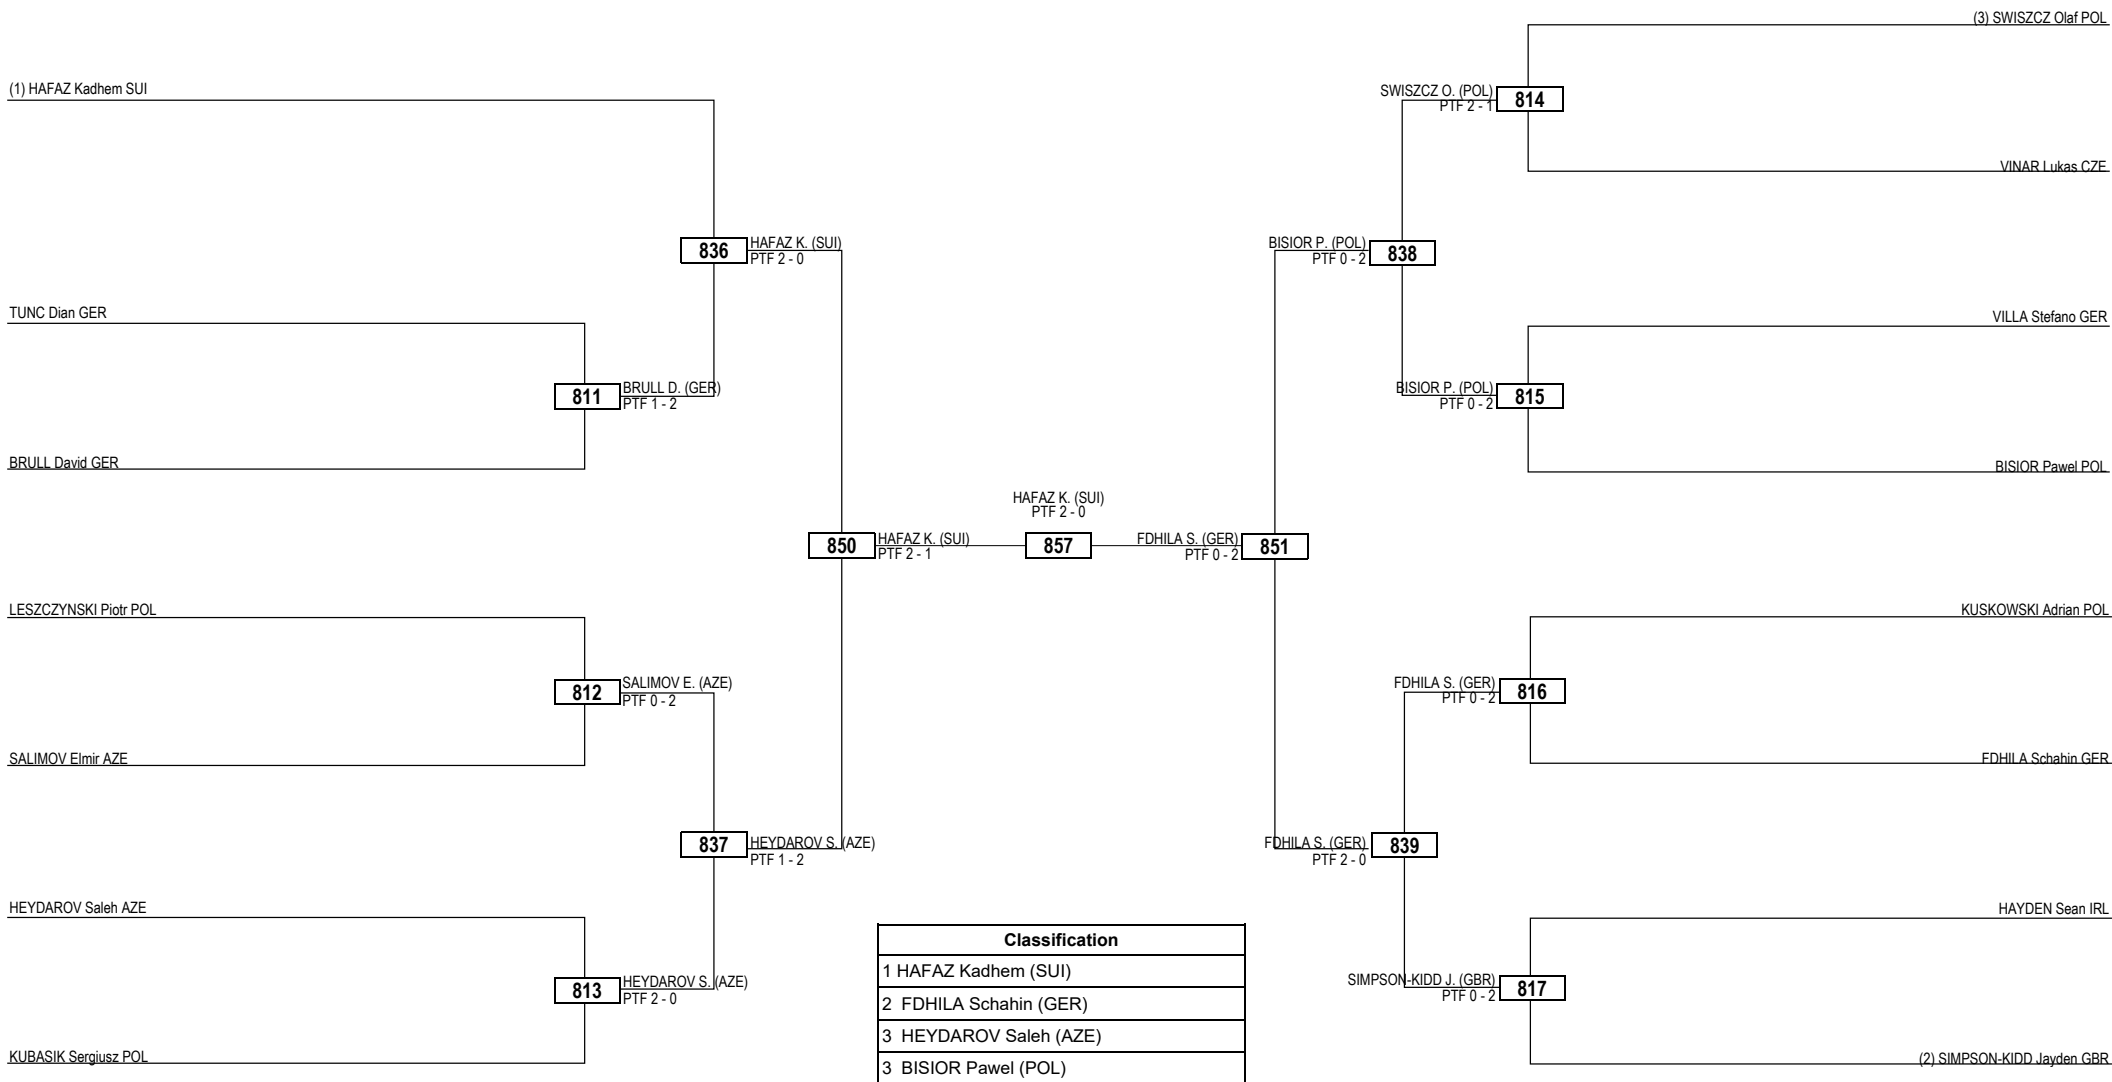 (1) HAFAZ Kadhem SUI
TUNC Dian GER
BRULL David GER
LESZCZYNSKI Piotr POL
SALIMOV Elmir AZE
HEYDAROV Saleh AZE
KUBASIK Sergiusz POL
811
BRULL D. (GER)
PTF 1 - 2
812
SALIMOV E. (AZE)
PTF 0 - 2
813
HEYDAROV S. (AZE)
PTF 2 - 0
836
HAFAZ K. (SUI)
PTF 2 - 0
837
HEYDAROV S. (AZE)
PTF 1 - 2
850
HAFAZ K. (SUI)
PTF 2 - 1
HAFAZ K. (SUI)
PTF 2 - 0
857
FDHILA S. (GER)
PTF 0 - 2
851
BISIOR P. (POL)
PTF 0 - 2
838
FDHILA S. (GER)
PTF 2 - 0
839
SWISZCZ O. (POL)
PTF 2 - 1
814
BISIOR P. (POL)
PTF 0 - 2
815
FDHILA S. (GER)
PTF 0 - 2
816
SIMPSON-KIDD J. (GBR)
PTF 0 - 2
817
(3) SWISZCZ Olaf POL
VINAR Lukas CZE
VILLA Stefano GER
BISIOR Pawel POL
KUSKOWSKI Adrian POL
FDHILA Schahin GER
HAYDEN Sean IRL
(2) SIMPSON-KIDD Jayden GBR
Classification
1 HAFAZ Kadhem (SUI)
2 FDHILA Schahin (GER)
3 HEYDAROV Saleh (AZE)
3 BISIOR Pawel (POL)